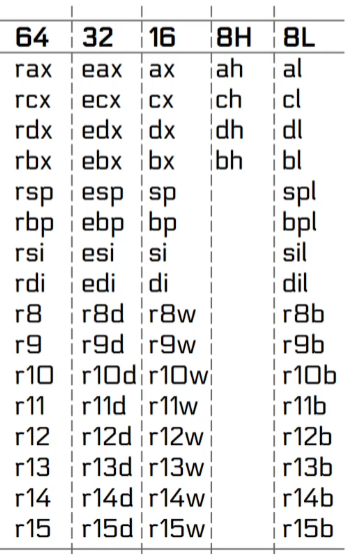 64 32 16 8H 8L
rax eax ax ah al
rcx ecx cx ch cl
rdx edx dx dh dl
rbx ebx bx bh bl
rsp esp sp spl
rbp ebp bp bpl
rsi esi si sil
rdi edi di dil
r8 r8d r8w r8b
r9 r9d r9w r9b
r10 r10d r10w r10b
r11 r11d r11w r11b
r12 r12d r12w r12b
r13 r13d r13w r13b
r14 r14d r14w r14b
r15 r15d r15w r15b